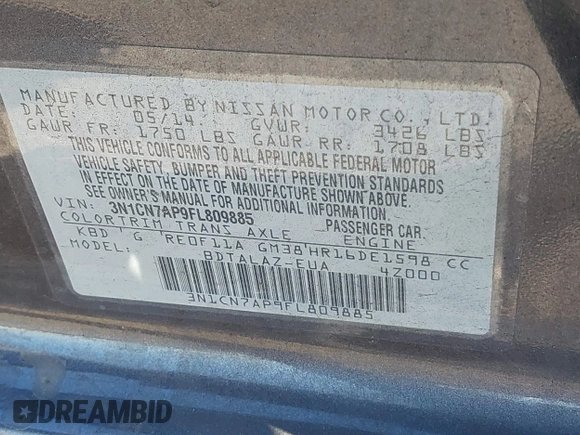 MANUFACTURED BY NISSAN MOTOR CO., LTD.
DATE: 05/14 GVWR: 3426 LBS
GAWR FR: 1750 LBS GAWR RR: 1708 LBS
THIS VEHICLE CONFORMS TO ALL APPLICABLE FEDERAL MOTOR
VEHICLE SAFETY, BUMPER AND THEFT PREVENTION STANDARDS
IN EFFECT ON THE DATE OF MANUFACTURE SHOWN ABOVE.
SEE OWNER'S MANUAL FOR ADDITIONAL INFORMATION.
VIN: 3N1CN7AP9FL809885 PASSENGER CAR.
COLOR TRIM TRANS AXLE ENGINE
KBD 'G RE0F11A GM38'HR16DE1598 CC
MODEL: BDTALAZ-EUA 4Z000
3N1CN7AP9FL809885
DREAMBID